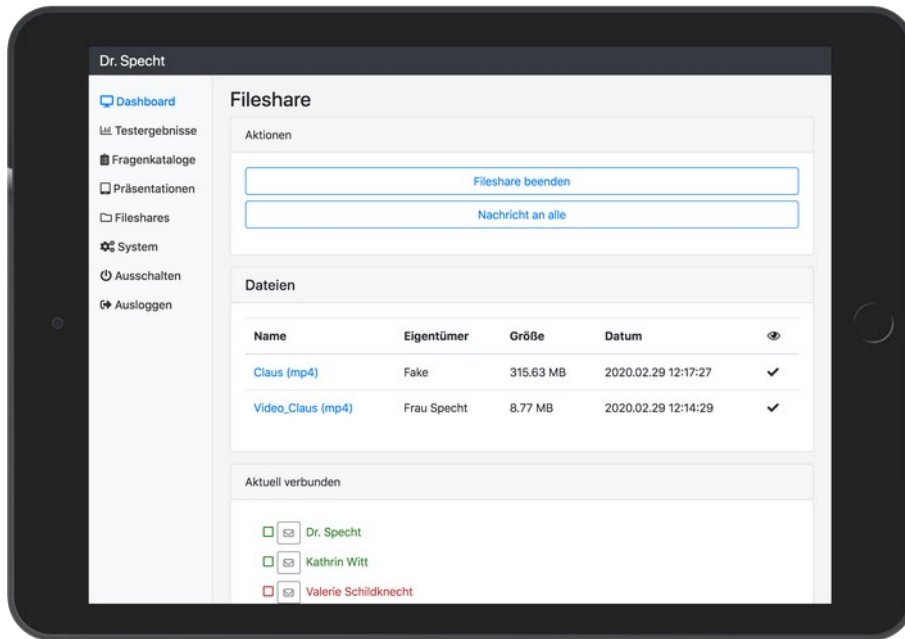 Dr. Specht
Dashboard
Testergebnisse
Fragenkataloge
Präsentationen
Fileshares
System
Ausschalten
Ausloggen
Fileshare
Aktionen
Fileshare beenden
Nachricht an alle
Dateien
Name Eigentümer Größe Datum
Claus (mp4) Fake 315.63 MB 2020.02.29 12:17:27
Video_Claus (mp4) Frau Specht 8.77 MB 2020.02.29 12:14:29
Aktuell verbunden
Dr. Specht
Kathrin Witt
Valerie Schildknecht